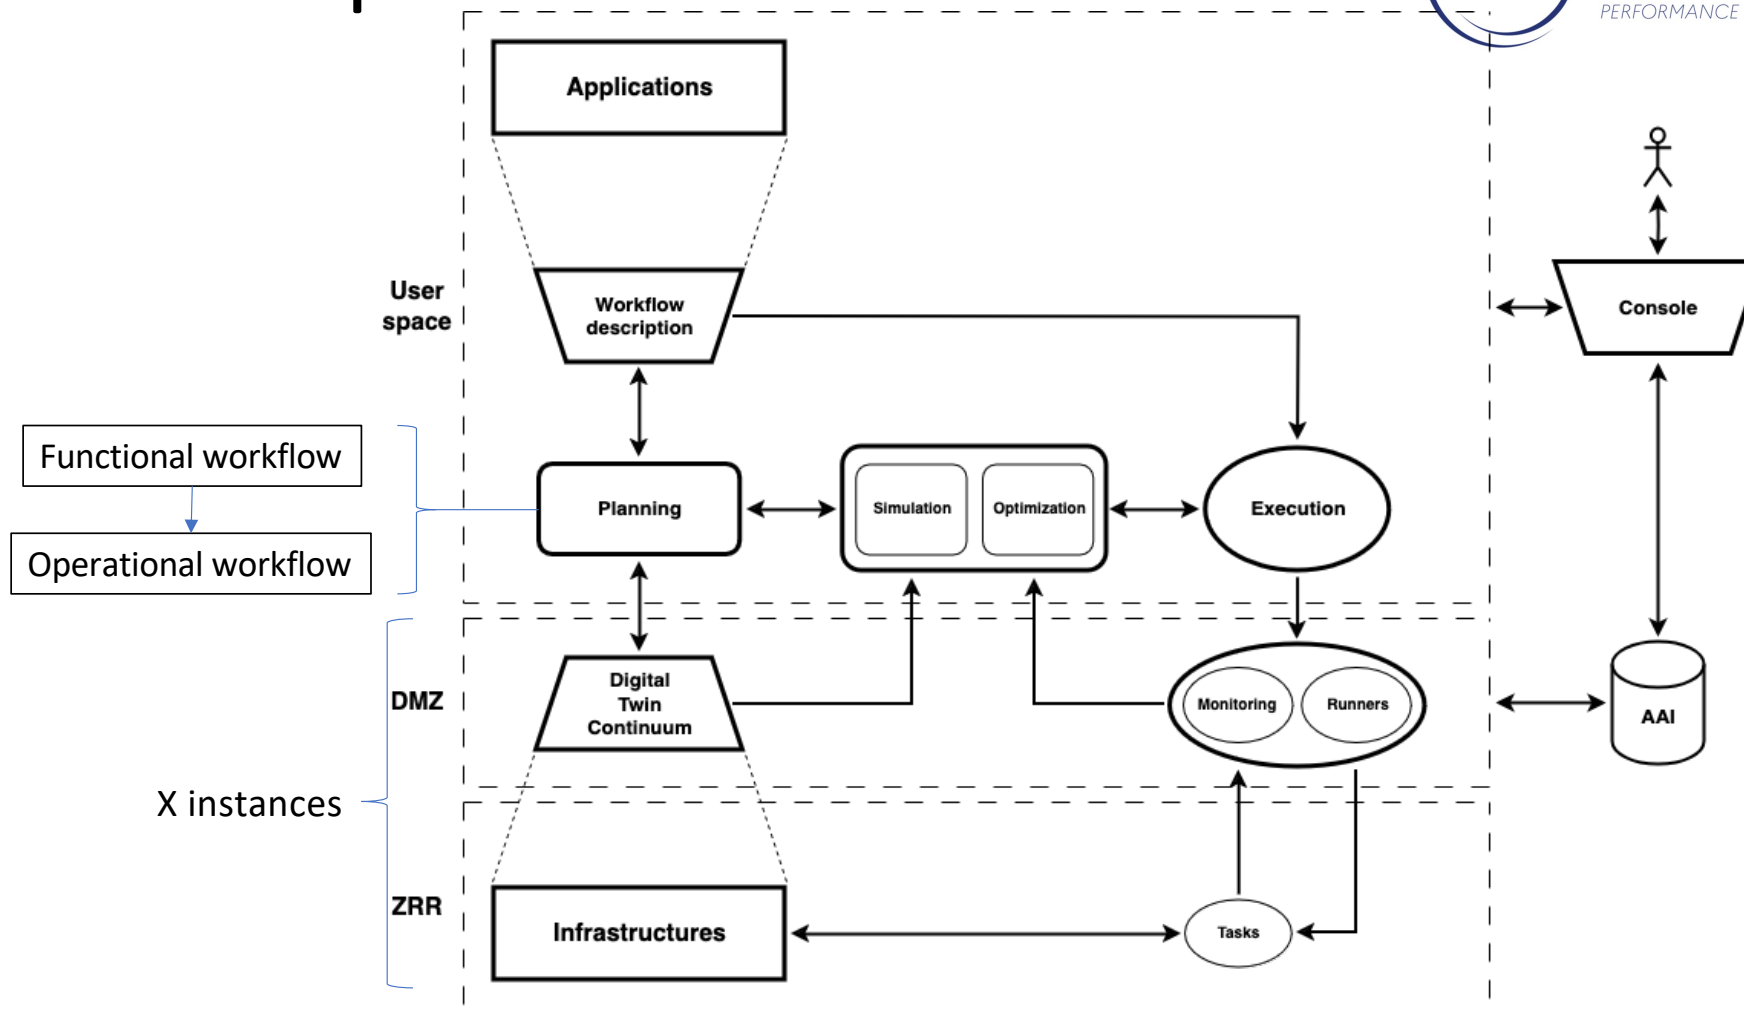 PERFORMANCE
Applications
User
space
Workflow
description
Console
Functional workflow
Operational workflow
Planning
Simulation
Optimization
Execution
DMZ
Digital
Twin
Continuum
Monitoring
Runners
AAI
X instances
ZRR
Infrastructures
Tasks